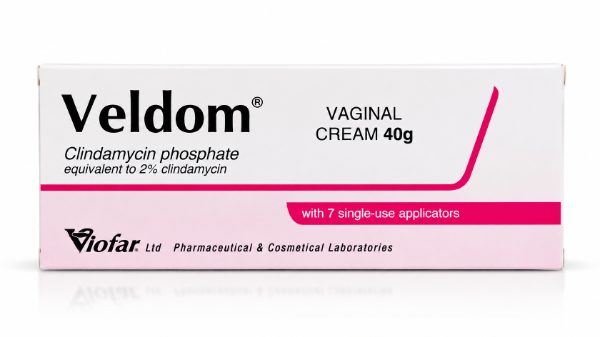 Veldom®
VAGINAL
CREAM 40g
Clindamycin phosphate
equivalent to 2% clindamycin
with 7 single-use applicators
Viofar Ltd Pharmaceutical & Cosmetical Laboratories